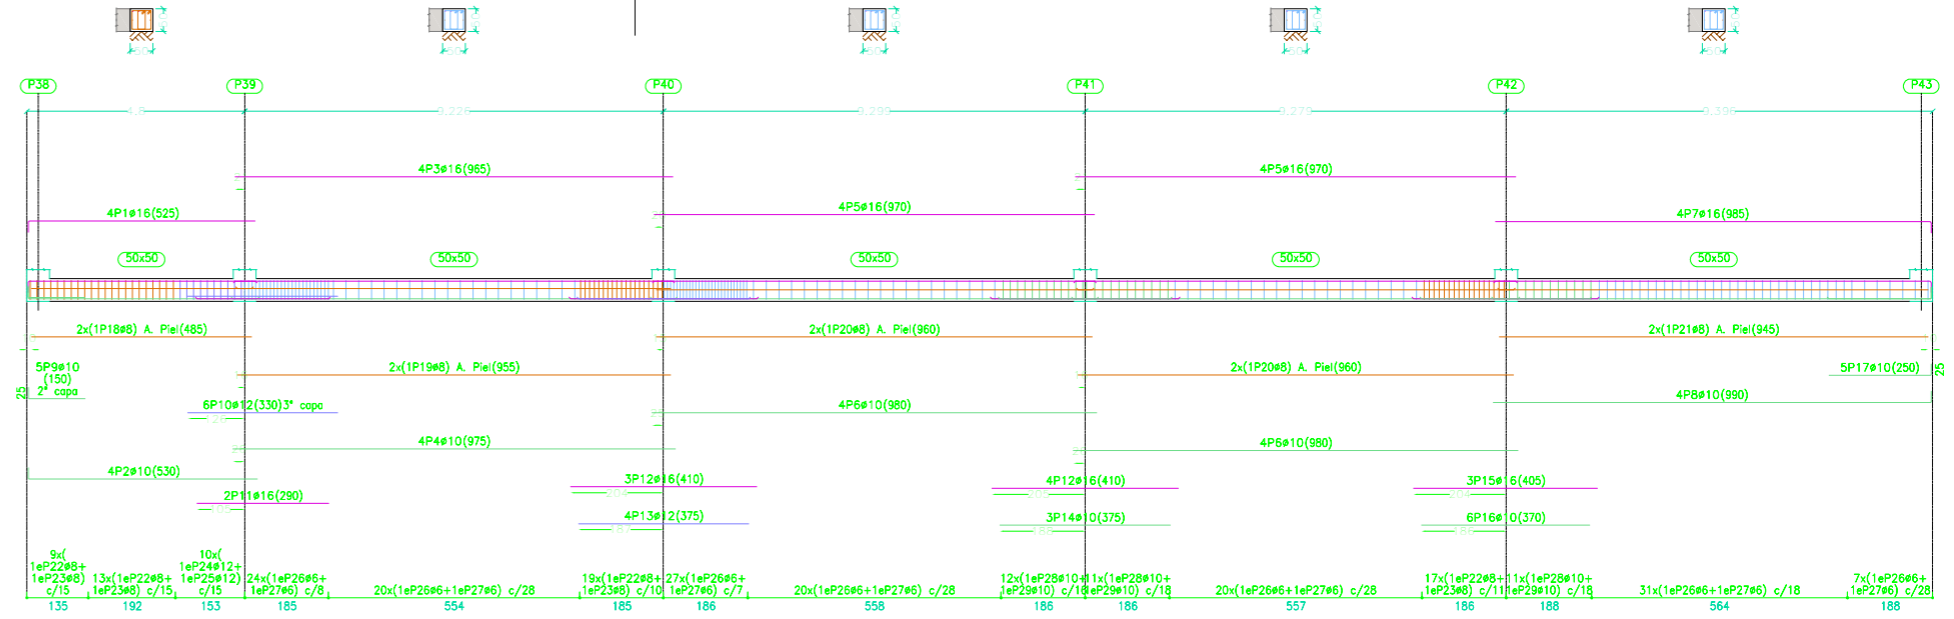 P38 P39 P40 P41 P42 P43
4P3ø16(965) 4P5ø16(970)
4P5ø16(970)
4P1ø16(525) 4P7ø16(985)
50x50 50x50 50x50 50x50 50x50
2x(1P18ø8) A. Piel(485) 2x(1P20ø8) A. Piel(960) 2x(1P21ø8) A. Piel(945)
5P9ø10 2x(1P19ø8) A. Piel(955) 2x(1P20ø8) A. Piel(960) 5P17ø10(250)
(150)
25 2ª capa 4P8ø10(990) 25
6P10ø12(330)3ª capa 4P6ø10(980)
4P4ø10(975) 4P6ø10(980)
4P2ø10(530) 3P12ø16(410) 4P12ø16(410) 3P15ø16(405)
2P11ø16(290)
4P13ø12(375) 3P14ø10(375) 6P16ø10(370)
9x( 10x(
1eP22ø8+ 1eP24ø12+
1eP23ø8) 13x(1eP22ø8+ 1eP25ø12) 24x(1eP26ø6+ 19x(1eP22ø8+ 27x(1eP26ø6+ 12x(1eP28ø10+ 11x(1eP28ø10+ 17x(1eP22ø8+ 11x(1eP28ø10+ 7x(1eP26ø6+
c/15 1eP23ø8) c/15 c/15 1eP27ø6) c/8 20x(1eP26ø6+1eP27ø6) c/28 1eP23ø8) c/10 1eP27ø6) c/7 20x(1eP26ø6+1eP27ø6) c/28 1eP29ø10) c/18 1eP29ø10) c/18 20x(1eP26ø6+1eP27ø6) c/28 1eP23ø8) c/11 1eP29ø10) c/18 31x(1eP26ø6+1eP27ø6) c/18 1eP27ø6) c/28
135 192 153 185 554 185 186 558 186 186 557 186 188 564 188